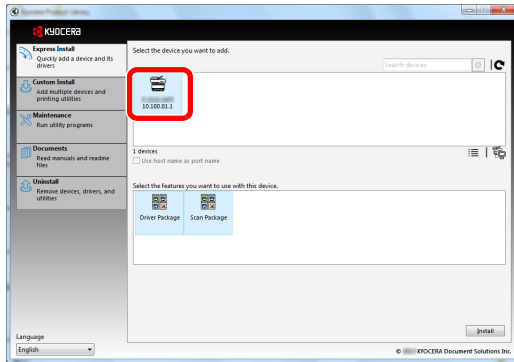 KYOCERA
Express Install
Quickly add a device and its
drivers
Custom Install
Add multiple devices and
printing utilities
Maintenance
Run utility programs
Documents
Read manuals and readme
files
Uninstall
Remove devices, drivers, and
utilities
Language
English
Select the device you want to add.
Search devices
10.180.81.1
1 devices
Use host name as port name
Select the features you want to use with this device.
Driver Package
Scan Package
Install
© KYOCERA Document Solutions Inc.